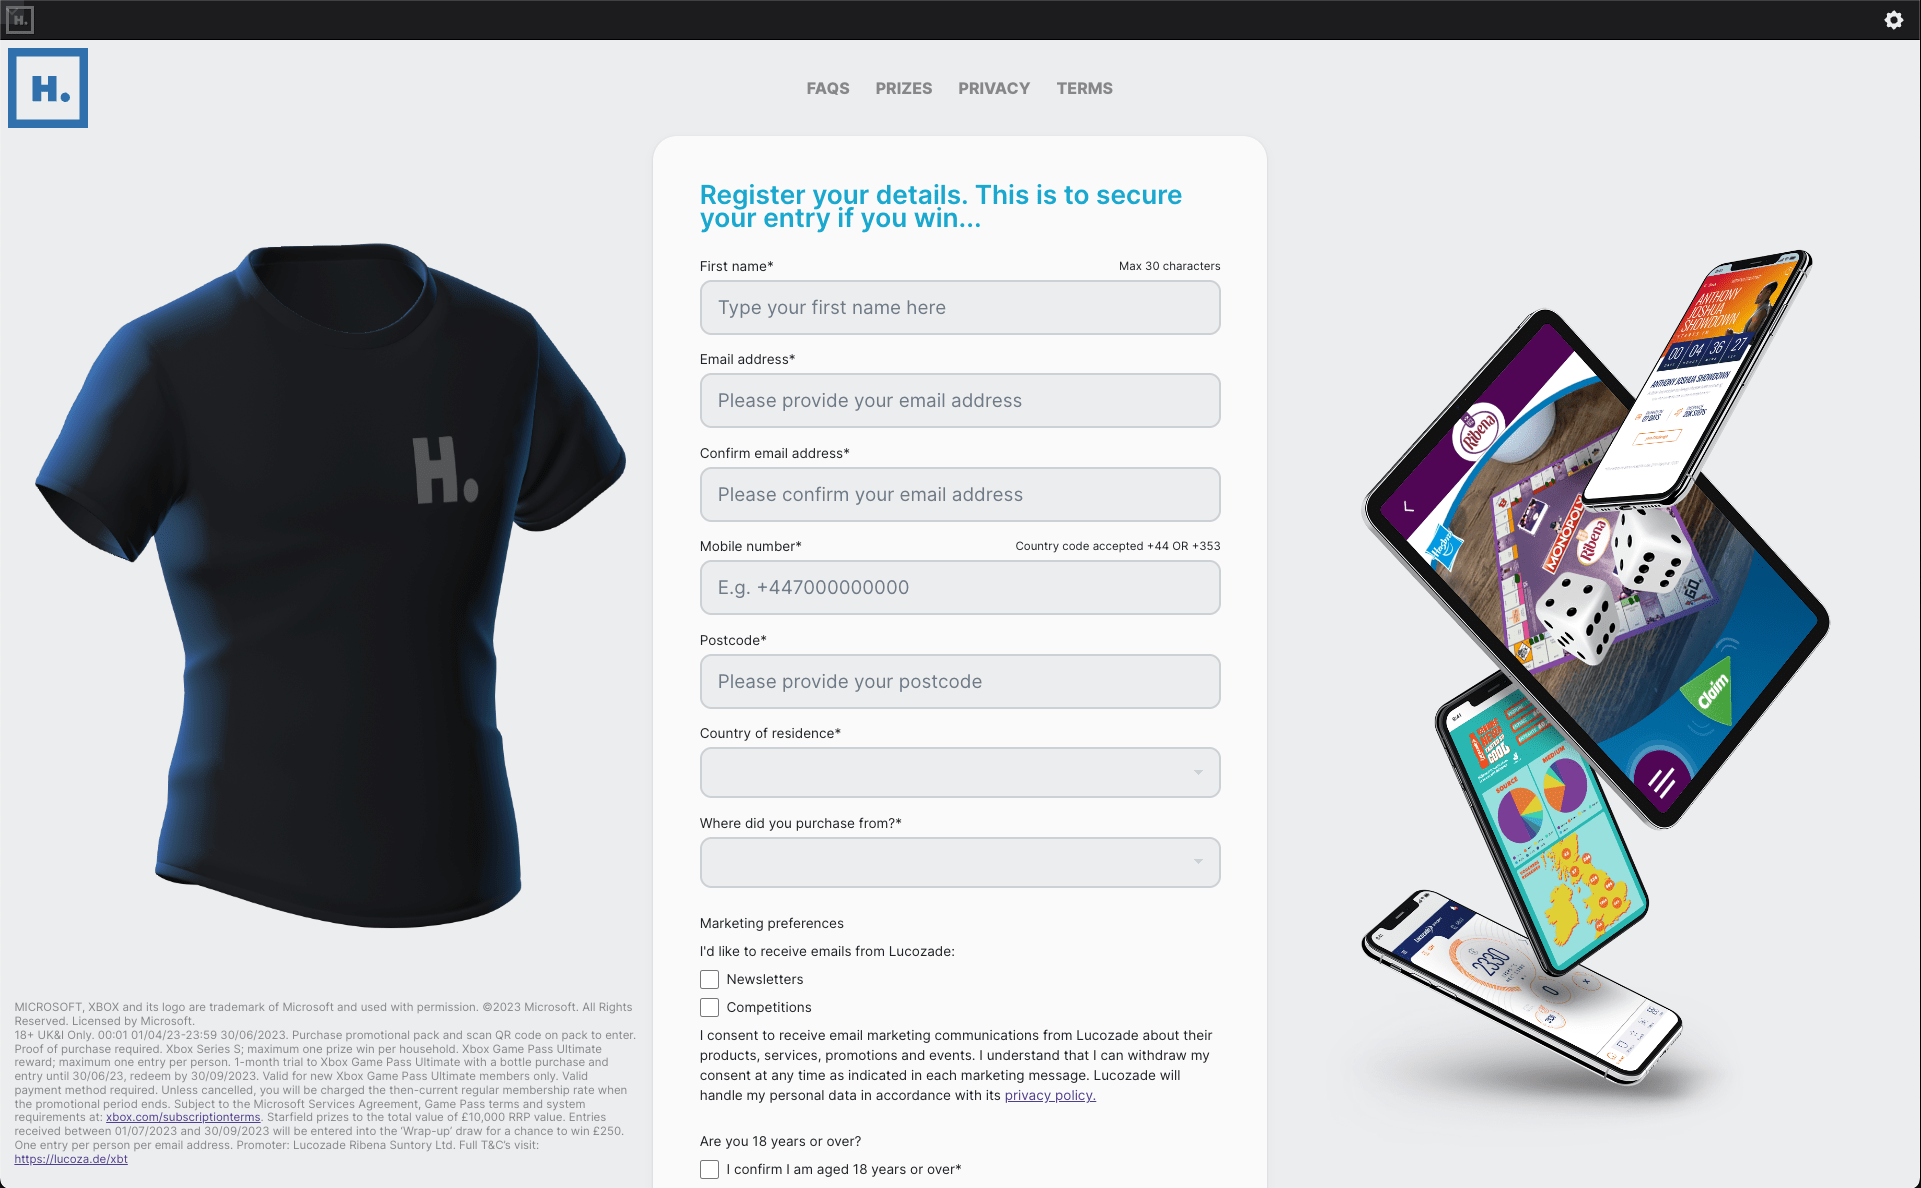 H.
H.
FAQS PRIZES PRIVACY TERMS
Register your details. This is to secure
your entry if you win...
First name* Max 30 characters
Type your first name here
Email address*
Please provide your email address
Confirm email address*
Please confirm your email address
Mobile number* Country code accepted +44 OR +353
E.g. +447000000000
Postcode*
Please provide your postcode
Country of residence*
Where did you purchase from?*
Marketing preferences
I'd like to receive emails from Lucozade:
Newsletters
Competitions
I consent to receive email marketing communications from Lucozade about their
products, services, promotions and events. I understand that I can withdraw my
consent at any time as indicated in each marketing message. Lucozade will
handle my personal data in accordance with its privacy policy.
Are you 18 years or over?
I confirm I am aged 18 years or over*
H.
MICROSOFT, XBOX and its logo are trademark of Microsoft and used with permission. ©2023 Microsoft. All Rights
Reserved. Licensed by Microsoft.
18+ UK&I Only. 00:01 01/04/23-23:59 30/06/2023. Purchase promotional pack and scan QR code on pack to enter.
Proof of purchase required. Xbox Series S; maximum one prize win per household. Xbox Game Pass Ultimate
reward; maximum one entry per person. 1-month trial to Xbox Game Pass Ultimate with a bottle purchase and
entry until 30/06/23, redeem by 30/09/2023. Valid for new Xbox Game Pass Ultimate members only. Valid
payment method required. Unless cancelled, you will be charged the then-current regular membership rate when
the promotional period ends. Subject to the Microsoft Services Agreement, Game Pass terms and system
requirements at: xbox.com/subscriptionterms. Starfield prizes to the total value of £10,000 RRP value. Entries
received between 01/07/2023 and 30/09/2023 will be entered into the ‘Wrap-up’ draw for a chance to win £250.
One entry per person per email address. Promoter: Lucozade Ribena Suntory Ltd. Full T&C’s visit:
https://lucoza.de/xbt
ANTHONY
JOSHUA
SHOWDOWN
STARTS IN
00 04 36 27
ANTHONY JOSHUA SHOWDOWN
07 DAYS
20K STEPS
Ribena
Hasbro
MONOPOLY
Ribena
GO
Claim
SOURCE
MEDIUM
Lucozade
2330
0